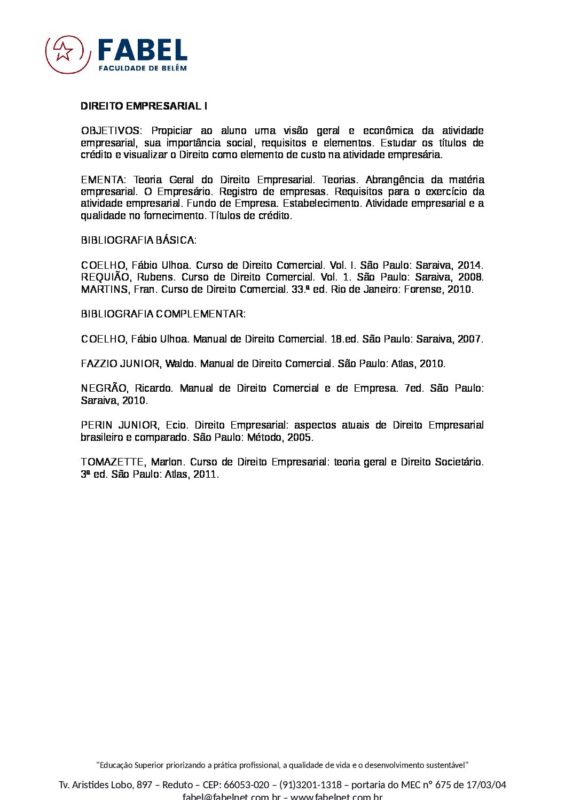 FABEL
FACULDADE DE BELÉM
DIREITO EMPRESARIAL I
OBJETIVOS: Propiciar ao aluno uma visão geral e econômica da atividade
empresarial, sua importância social, requisitos e elementos. Estudar os títulos de
crédito e visualizar o Direito como elemento de custo na atividade empresária.
EMENTA: Teoria Geral do Direito Empresarial. Teorias. Abrangência da matéria
empresarial. O Empresário. Registro de empresas. Requisitos para o exercício da
atividade empresarial. Fundo de Empresa. Estabelecimento. Atividade empresarial e a
qualidade no fornecimento. Títulos de crédito.
BIBLIOGRAFIA BÁSICA:
COELHO, Fábio Ulhoa. Curso de Direito Comercial. Vol. I. São Paulo: Saraiva, 2014.
REQUIÃO, Rubens. Curso de Direito Comercial. Vol. 1. São Paulo: Saraiva, 2008.
MARTINS, Fran. Curso de Direito Comercial. 33.ª ed. Rio de Janeiro: Forense, 2010.
BIBLIOGRAFIA COMPLEMENTAR:
COELHO, Fábio Ulhoa. Manual de Direito Comercial. 18.ed. São Paulo: Saraiva, 2007.
FAZZIO JUNIOR, Waldo. Manual de Direito Comercial. São Paulo: Atlas, 2010.
NEGRÃO, Ricardo. Manual de Direito Comercial e de Empresa. 7ed. São Paulo:
Saraiva, 2010.
PERIN JUNIOR, Ecio. Direito Empresarial: aspectos atuais de Direito Empresarial
brasileiro e comparado. São Paulo: Método, 2005.
TOMAZETTE, Marlon. Curso de Direito Empresarial: teoria geral e Direito Societário.
3ª ed. São Paulo: Atlas, 2011.
"Educação Superior priorizando a prática profissional, a qualidade de vida e o desenvolvimento sustentável"
Tv. Aristides Lobo, 897 – Reduto – CEP: 66053-020 – (91)3201-1318 – portaria do MEC nº 675 de 17/03/04
fabel@fabelnet.com.br – www.fabelnet.com.br